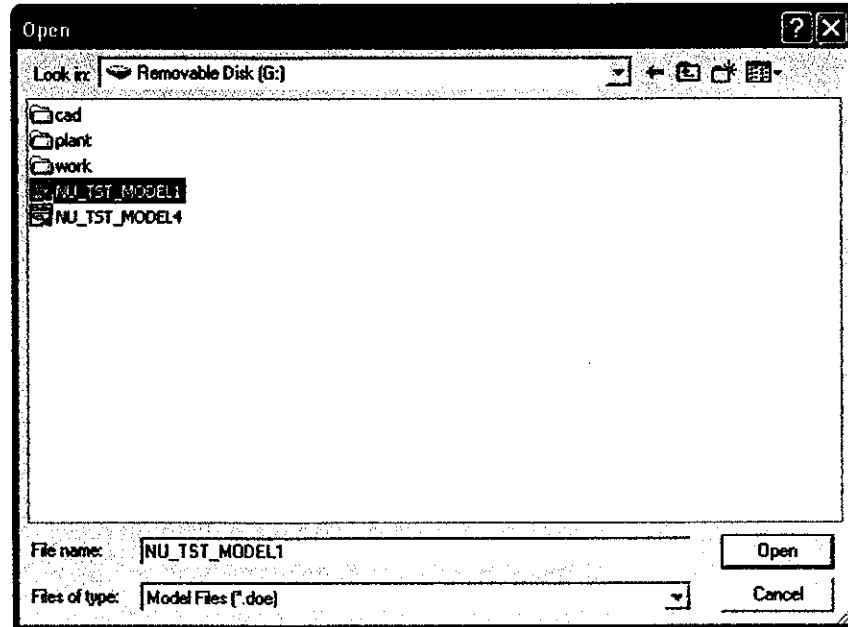 Open
Look in: Removable Disk (G:)
cad
plant
work
NU_TST_MODEL1
NU_TST_MODEL4
File name: NU_TST_MODEL1 Open
Files of type: Model Files (*.doe) Cancel